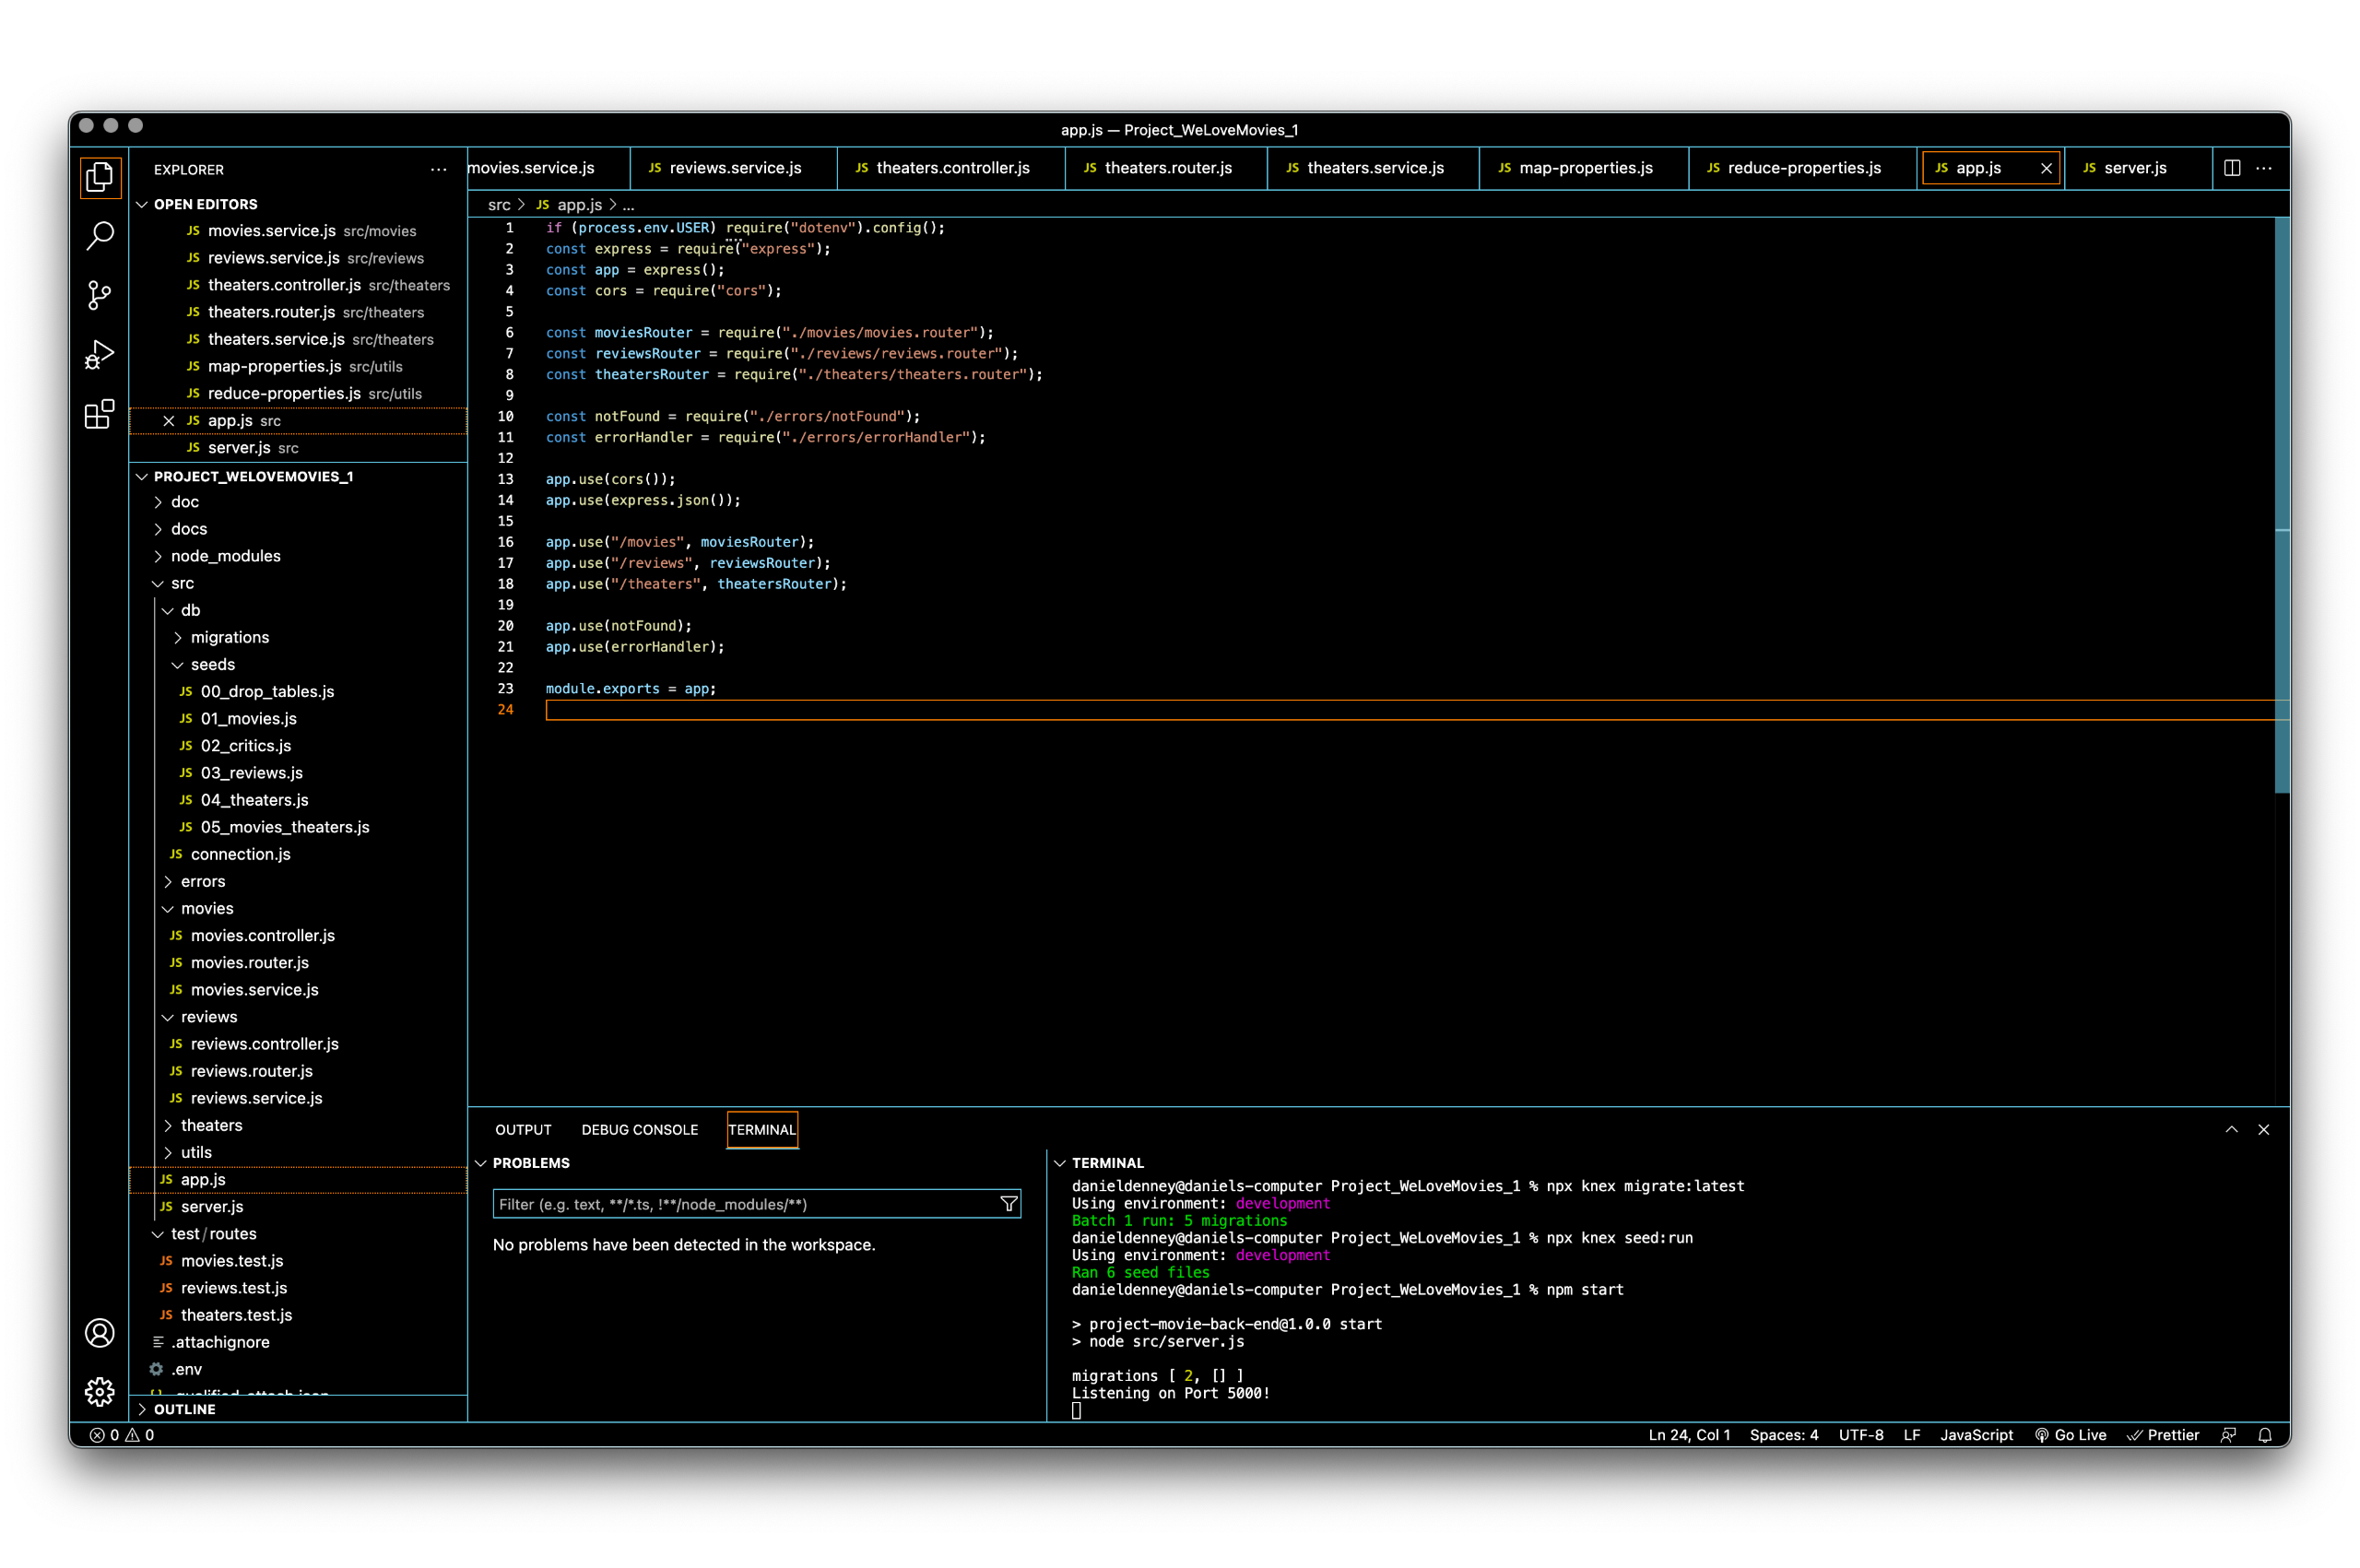 app.js — Project_WeLoveMovies_1
EXPLORER
OPEN EDITORS
JS movies.service.js src/movies
JS reviews.service.js src/reviews
JS theaters.controller.js src/theaters
JS theaters.router.js src/theaters
JS theaters.service.js src/theaters
JS map-properties.js src/utils
JS reduce-properties.js src/utils
JS app.js src
JS server.js src
PROJECT_WELOVEMOVIES_1
doc
docs
node_modules
src
db
migrations
seeds
JS 00_drop_tables.js
JS 01_movies.js
JS 02_critics.js
JS 03_reviews.js
JS 04_theaters.js
JS 05_movies_theaters.js
JS connection.js
errors
movies
JS movies.controller.js
JS movies.router.js
JS movies.service.js
reviews
JS reviews.controller.js
JS reviews.router.js
JS reviews.service.js
theaters
utils
JS app.js
JS server.js
test/routes
JS movies.test.js
JS reviews.test.js
JS theaters.test.js
.attachignore
.env
OUTLINE
movies.service.js JS reviews.service.js JS theaters.controller.js JS theaters.router.js JS theaters.service.js JS map-properties.js JS reduce-properties.js JS app.js JS server.js
src > JS app.js > ...
1 if (process.env.USER) require("dotenv").config();
2 const express = require("express");
3 const app = express();
4 const cors = require("cors");
5
6 const moviesRouter = require("./movies/movies.router");
7 const reviewsRouter = require("./reviews/reviews.router");
8 const theatersRouter = require("./theaters/theaters.router");
9
10 const notFound = require("./errors/notFound");
11 const errorHandler = require("./errors/errorHandler");
12
13 app.use(cors());
14 app.use(express.json());
15
16 app.use("/movies", moviesRouter);
17 app.use("/reviews", reviewsRouter);
18 app.use("/theaters", theatersRouter);
19
20 app.use(notFound);
21 app.use(errorHandler);
22
23 module.exports = app;
24
OUTPUT DEBUG CONSOLE TERMINAL
PROBLEMS
Filter (e.g. text, **/*.ts, !**/node_modules/**)
No problems have been detected in the workspace.
TERMINAL
danieldenney@daniels-computer Project_WeLoveMovies_1 % npx knex migrate:latest
Using environment: development
Batch 1 run: 5 migrations
danieldenney@daniels-computer Project_WeLoveMovies_1 % npx knex seed:run
Using environment: development
Ran 6 seed files
danieldenney@daniels-computer Project_WeLoveMovies_1 % npm start
> project-movie-back-end@1.0.0 start
> node src/server.js
migrations [ 2, [] ]
Listening on Port 5000!
0 0 Ln 24, Col 1 Spaces: 4 UTF-8 LF JavaScript Go Live Prettier